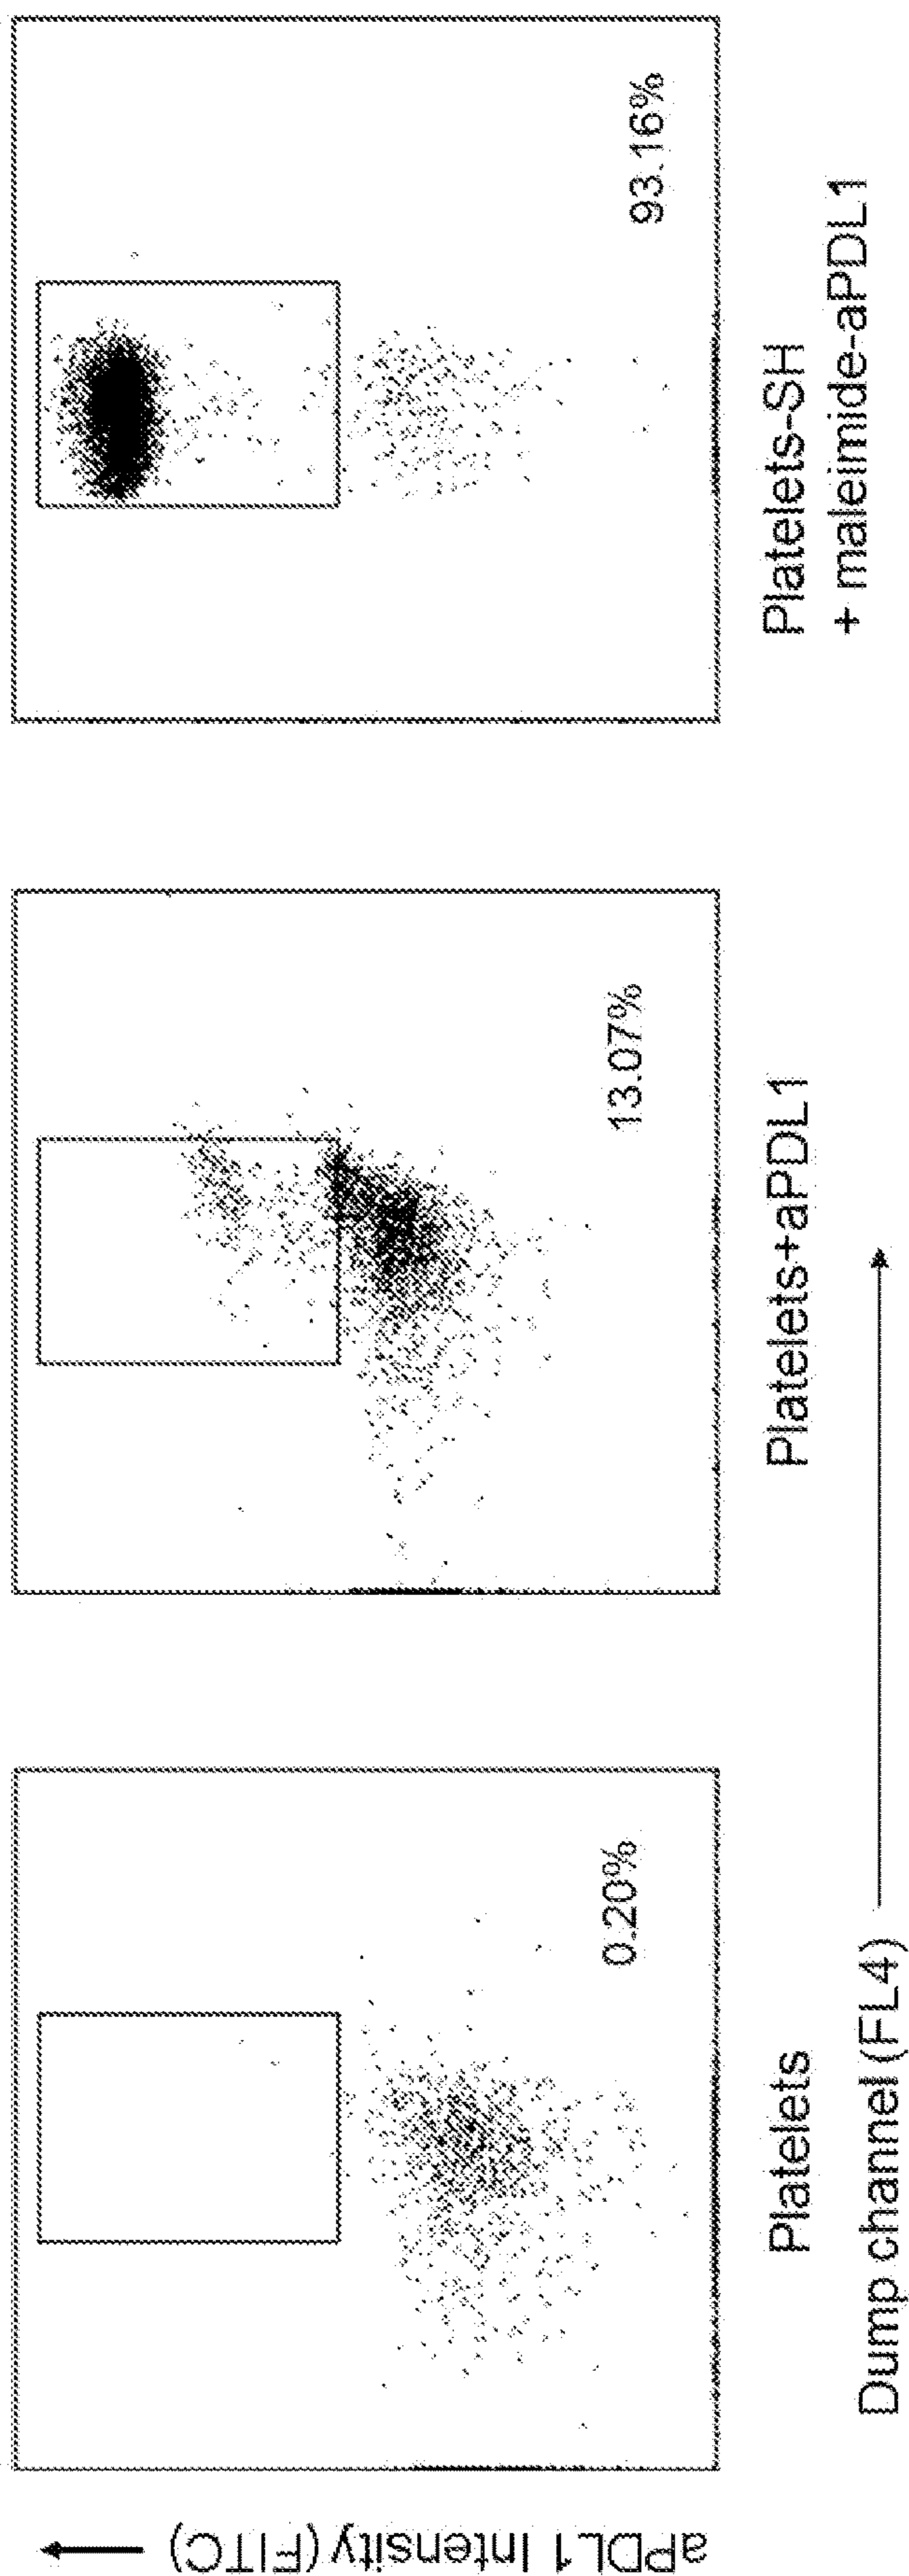 aPDL1 Intensity (FITC)
0.20%
13.07%
93.16%
Platelets
Platelets+aPDL1
Platelets-SH
+ maleimide-aPDL1
Dump channel (FL4)